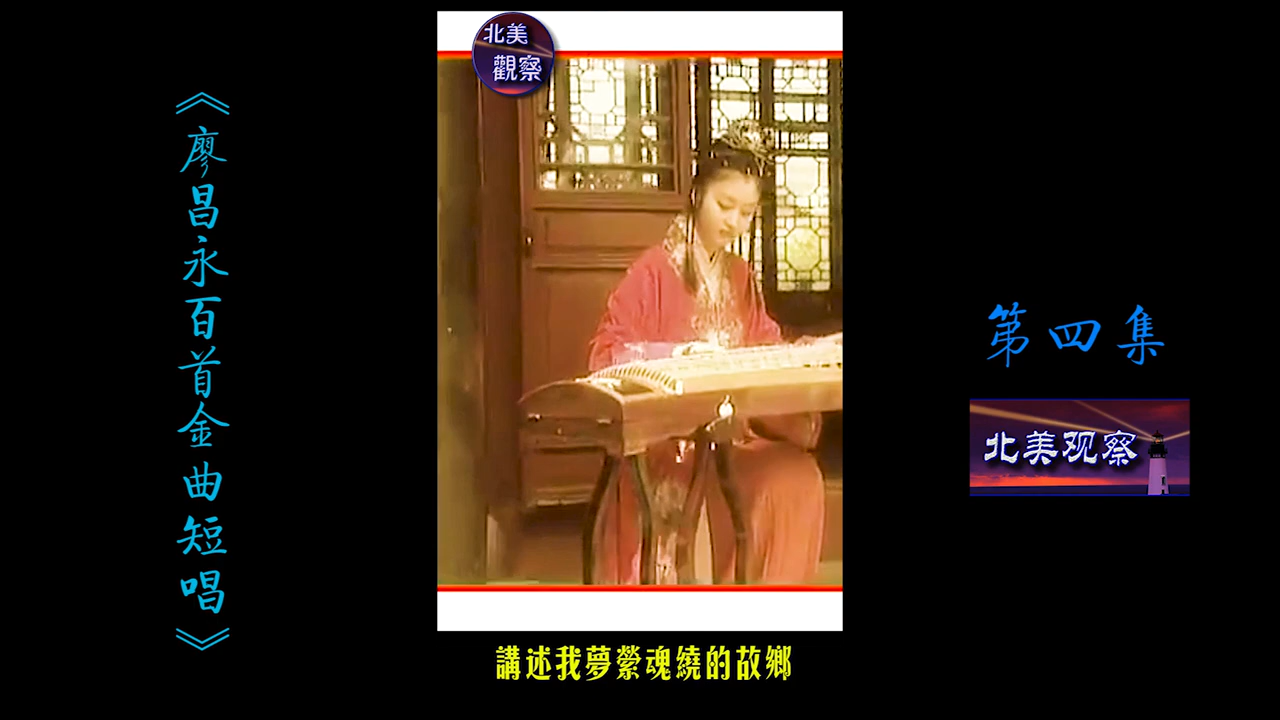 《廖昌永百首金曲短唱》
北美
觀察
講述我夢縈魂繞的故鄉
第四集
北美观察